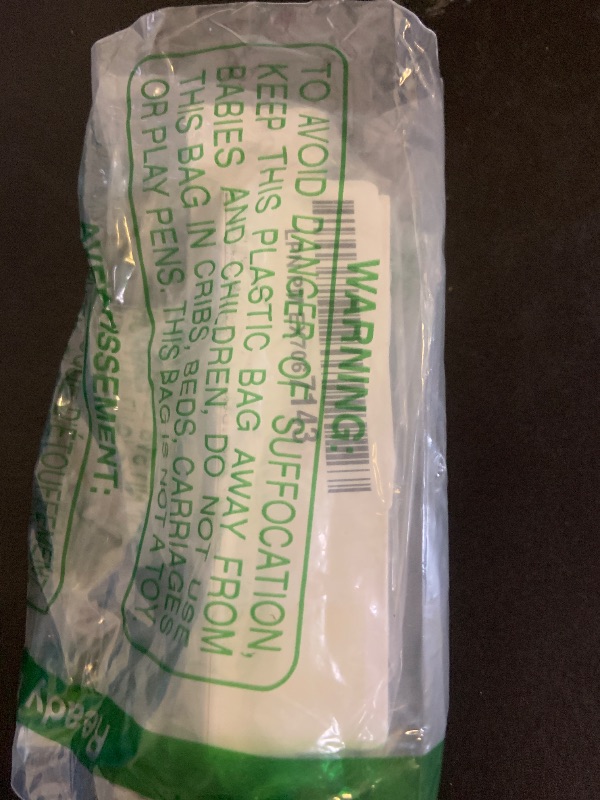 WARNING:
TO AVOID DANGER OF SUFFOCATION,
KEEP THIS PLASTIC BAG AWAY FROM
BABIES AND CHILDREN, DO NOT USE
THIS BAG IN CRIBS, BEDS, CARRIAGES
OR PLAY PENS. THIS BAG IS NOT A TOY.
AVERTISSEMENT:
Ready